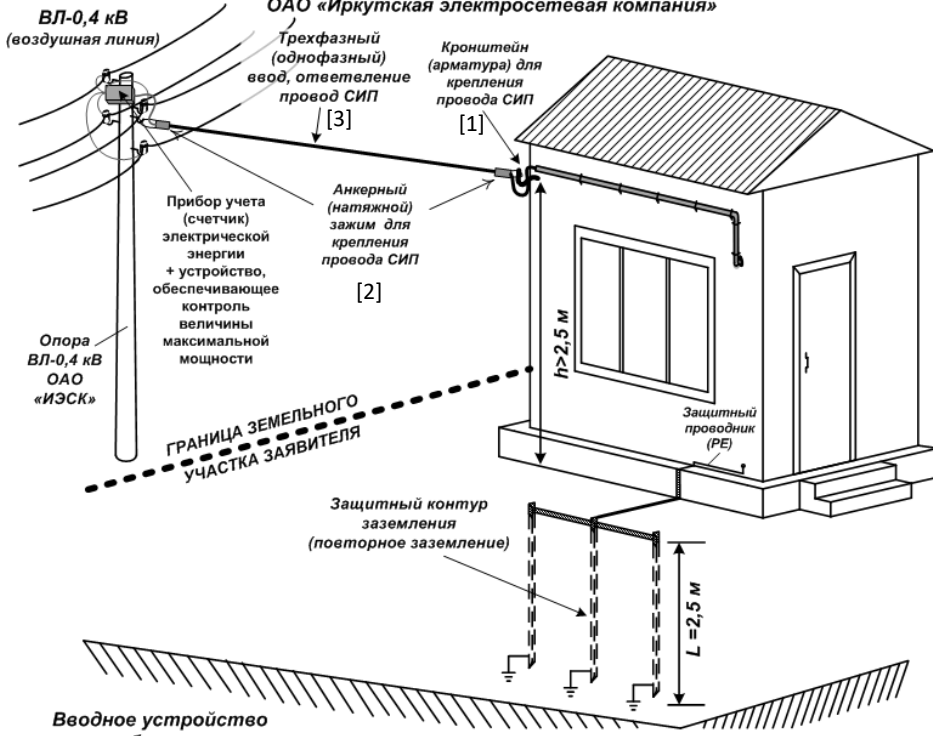 ОАО «Иркутская электросетевая компания»
ВЛ-0,4 кВ
(воздушная линия)
Трехфазный
(однофазный)
ввод, ответвление
провод СИП
[3]
Кронштейн
(арматура) для
крепления
провода СИП
[1]
Прибор учета
(счетчик)
электрической
энергии
+ устройство,
обеспечивающее
контроль
величины
максимальной
мощности
Анкерный
(натяжной)
зажим для
крепления
провода СИП
[2]
Опора
ВЛ-0,4 кВ
ОАО
«ИЭСК»
h>2,5 м
ГРАНИЦА ЗЕМЕЛЬНОГО
УЧАСТКА ЗАЯВИТЕЛЯ
Защитный
проводник
(PE)
Защитный контур
заземления
(повторное заземление)
L =2,5 м
Вводное устройство